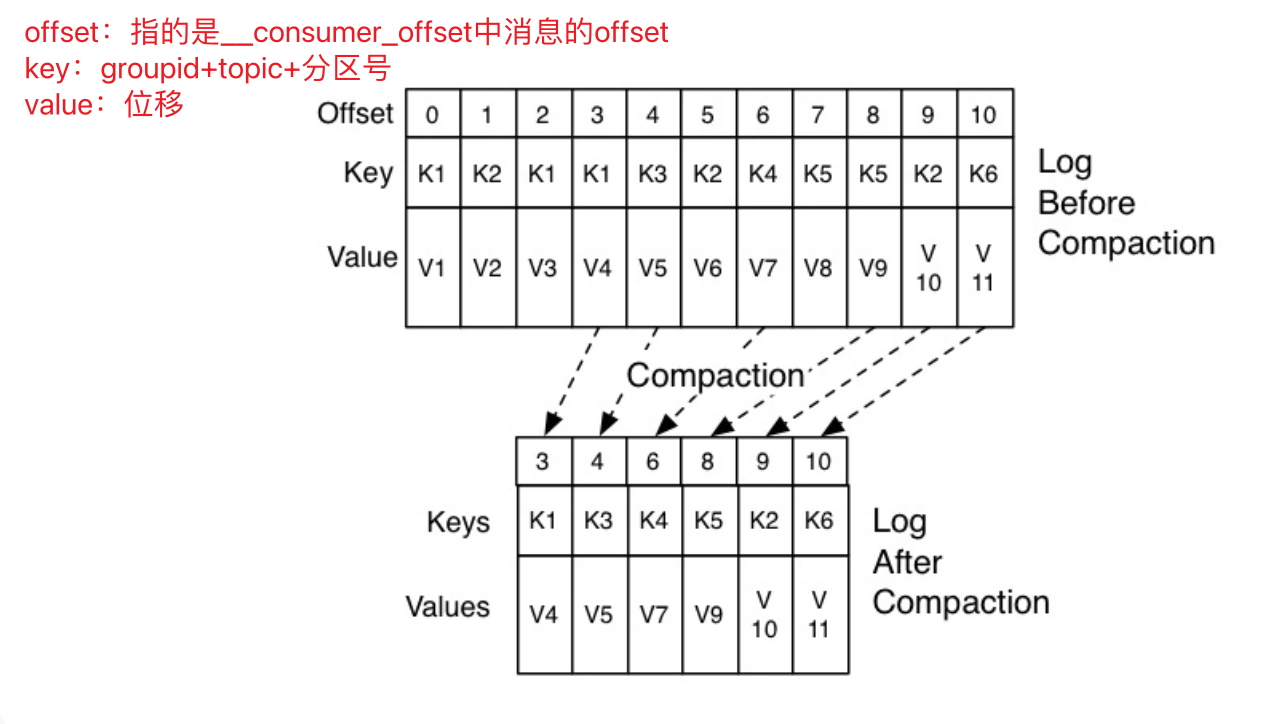 offset：指的是__consumer_offset中消息的offset
key：groupid+topic+分区号
value：位移
Offset 0 1 2 3 4 5 6 7 8 9 10
Key K1 K2 K1 K1 K3 K2 K4 K5 K5 K2 K6
Value V1 V2 V3 V4 V5 V6 V7 V8 V9 V 10 V 11
Log
Before
Compaction
Compaction
3 4 6 8 9 10
Keys K1 K3 K4 K5 K2 K6
Values V4 V5 V7 V9 V 10 V 11
Log
After
Compaction